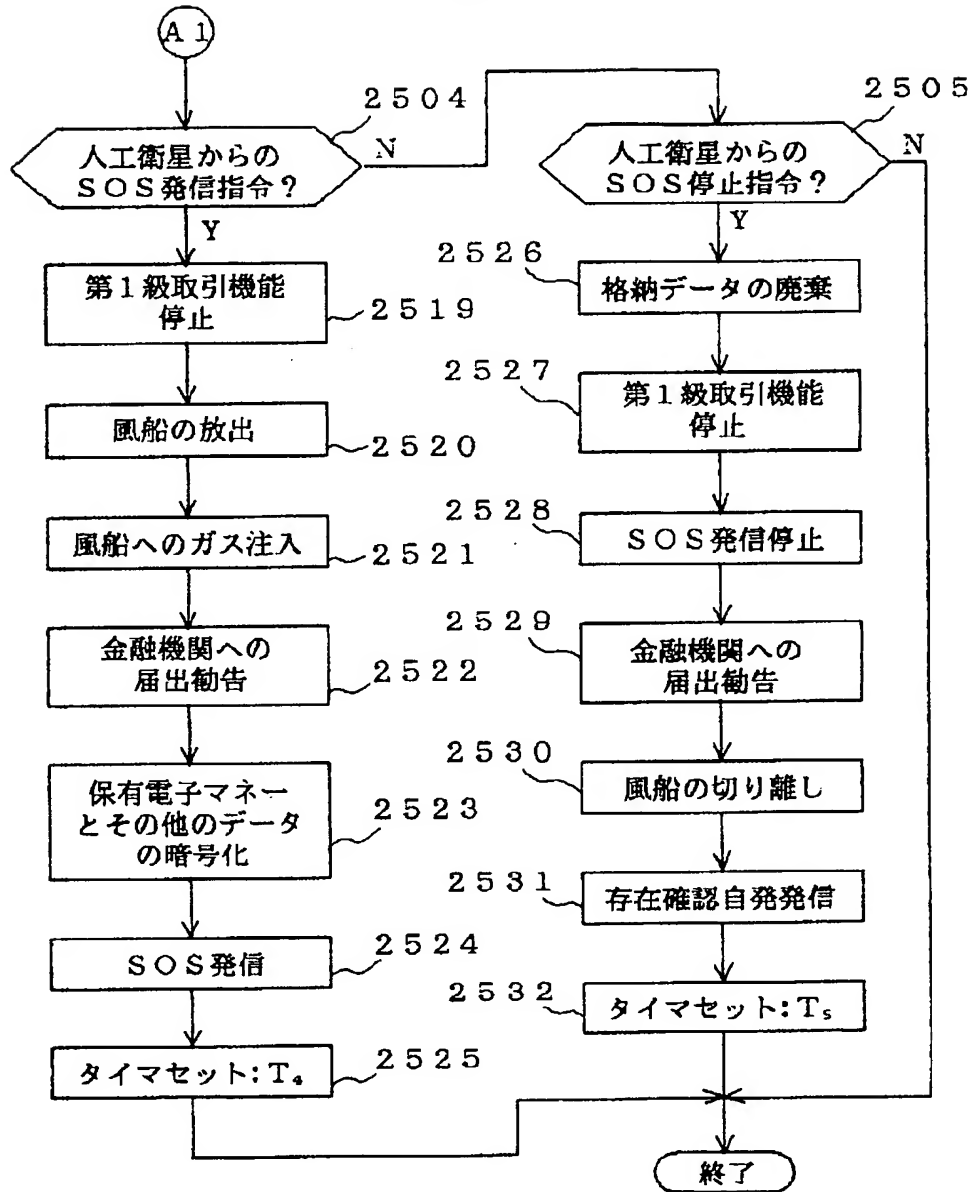 A1
2504
人工衛星からの
SOS発信指令？
N
Y
第1級取引機能
停止
2519
風船の放出
2520
風船へのガス注入
2521
金融機関への
届出勧告
2522
保有電子マネー
とその他のデータ
の暗号化
2523
SOS発信
2524
タイマセット：T₄
2525
2505
人工衛星からの
SOS停止指令？
N
Y
2526
格納データの廃棄
2527
第1級取引機能
停止
2528
SOS発信停止
2529
金融機関への
届出勧告
2530
風船の切り離し
2531
存在確認自発発信
2532
タイマセット：T₅
終了